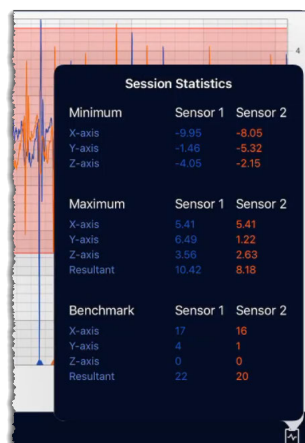 4
Session Statistics
Minimum Sensor 1 Sensor 2
X-axis -9.95 -8.05
Y-axis -1.46 -5.32
Z-axis -4.05 -2.15
Maximum Sensor 1 Sensor 2
X-axis 5.41 5.41
Y-axis 6.49 1.22
Z-axis 3.56 2.63
Resultant 10.42 8.18
Benchmark Sensor 1 Sensor 2
X-axis 17 16
Y-axis 4 1
Z-axis 0 0
Resultant 22 20